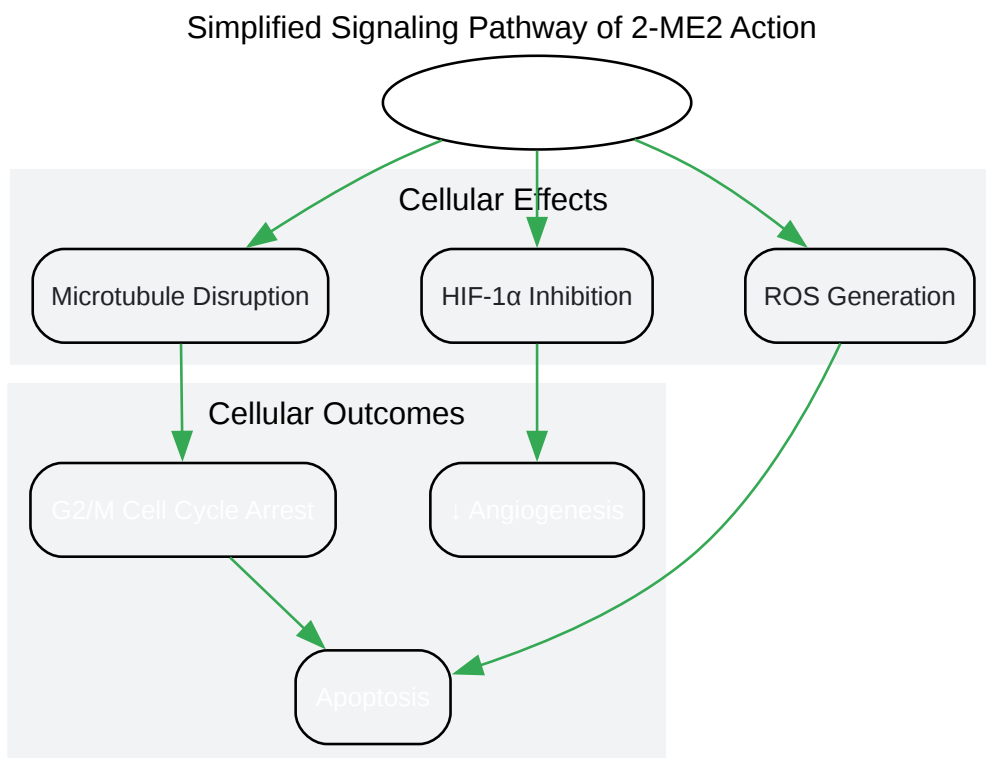 Simplified Signaling Pathway of 2-ME2 Action
Cellular Effects
Microtubule Disruption
HIF-1α Inhibition
ROS Generation
Cellular Outcomes
G2/M Cell Cycle Arrest
↓ Angiogenesis
Apoptosis